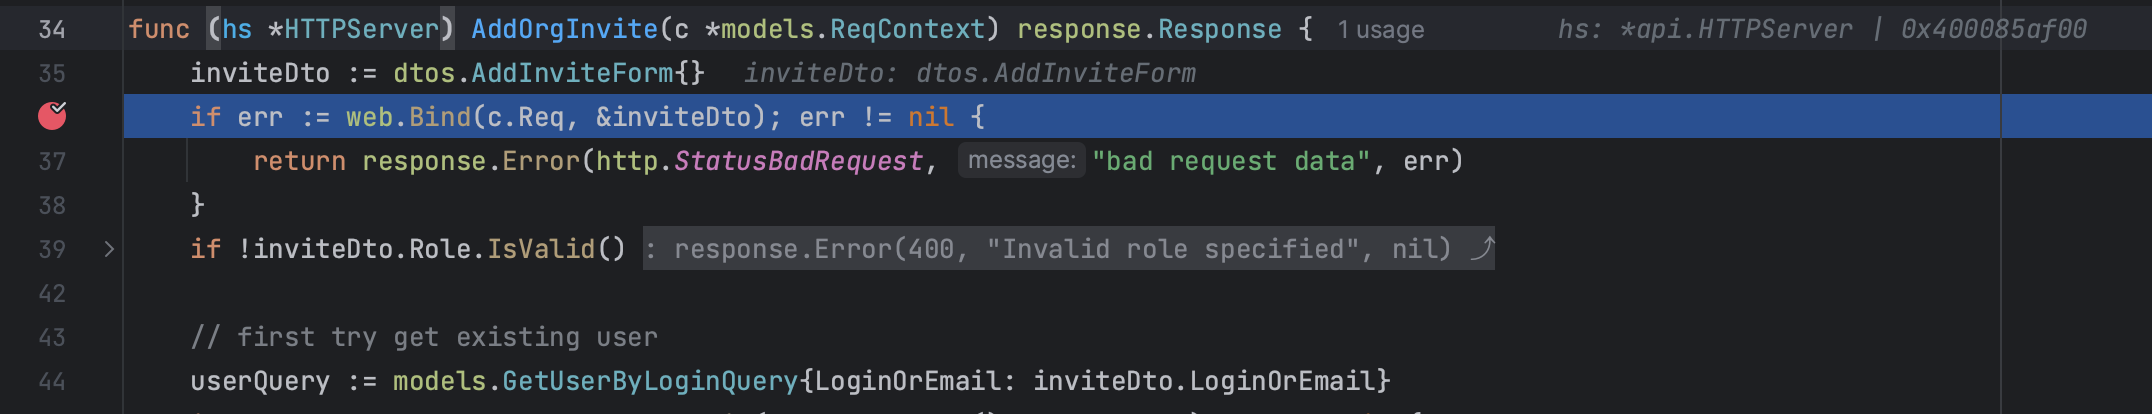 34 func (hs *HTTPServer) AddOrgInvite(c *models.ReqContext) response.Response { 1 usage hs: *api.HTTPServer | 0x400085af00
35 inviteDto := dtos.AddInviteForm{} inviteDto: dtos.AddInviteForm
if err := web.Bind(c.Req, &inviteDto); err != nil {
37 return response.Error(http.StatusBadRequest, message: "bad request data", err)
38 }
39 if !inviteDto.Role.IsValid() : response.Error(400, "Invalid role specified", nil)
42
43 // first try get existing user
44 userQuery := models.GetUserByLoginQuery{LoginOrEmail: inviteDto.LoginOrEmail}